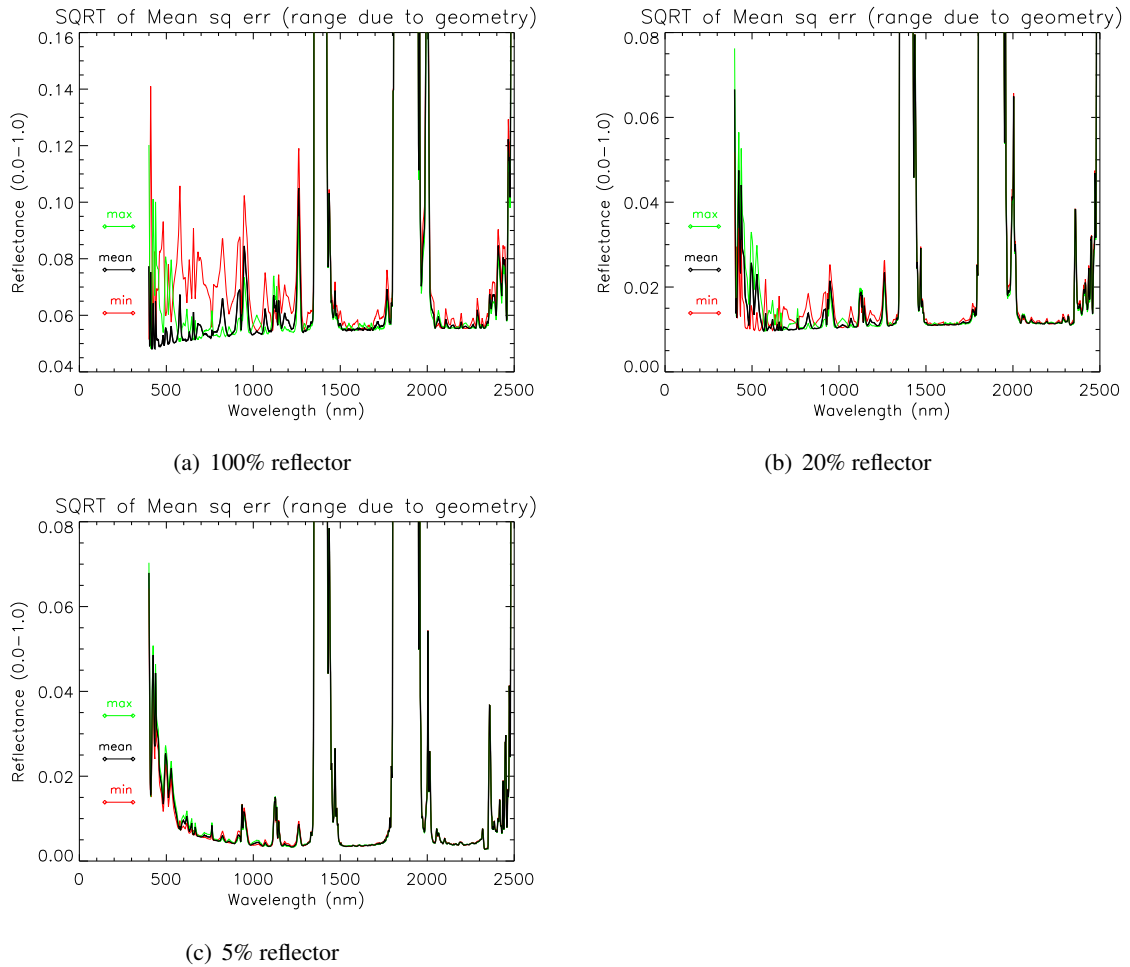 SQRT of Mean sq err (range due to geometry)
0.16
0.14
0.12
0.10
0.08
0.06
0.04
Reflectance (0.0−1.0)
max
mean
min
0 500 1000 1500 2000 2500
Wavelength (nm)
(a) 100% reflector
SQRT of Mean sq err (range due to geometry)
0.08
0.06
0.04
0.02
0.00
Reflectance (0.0−1.0)
max
mean
min
0 500 1000 1500 2000 2500
Wavelength (nm)
(b) 20% reflector
SQRT of Mean sq err (range due to geometry)
0.08
0.06
0.04
0.02
0.00
Reflectance (0.0−1.0)
max
mean
min
0 500 1000 1500 2000 2500
Wavelength (nm)
(c) 5% reflector